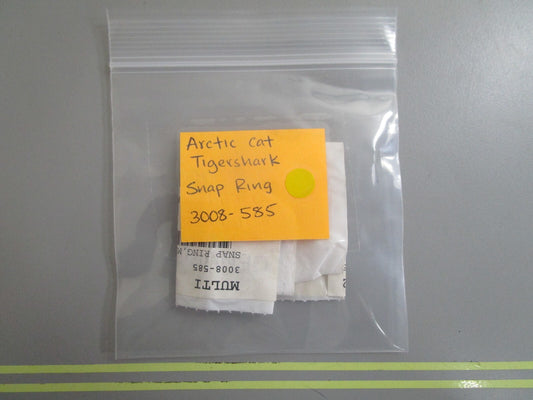 Arctic Cat
Tigershark
Snap Ring
3008-585
SNAP RING,M
3008-585
MULTI